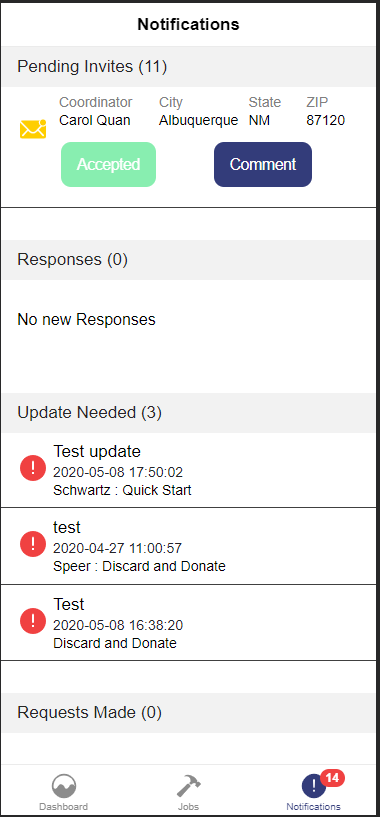 Notifications
Pending Invites (11)
Coordinator City State ZIP
Carol Quan Albuquerque NM 87120
Accepted Comment
Responses (0)
No new Responses
Update Needed (3)
Test update
2020-05-08 17:50:02
Schwartz : Quick Start
test
2020-04-27 11:00:57
Speer : Discard and Donate
Test
2020-05-08 16:38:20
Discard and Donate
Requests Made (0)
14
Dashboard Jobs Notifications